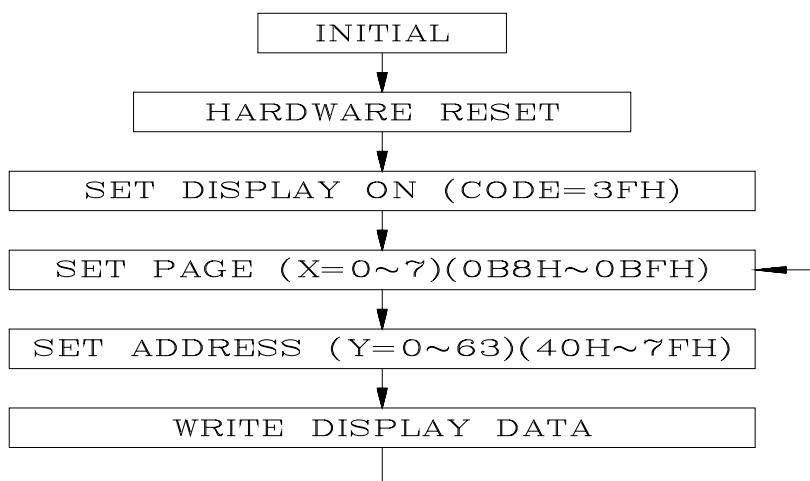 INITIAL
HARDWARE RESET
SET DISPLAY ON (CODE=3FH)
SET PAGE (X=0~7)(0B8H~0BFH)
SET ADDRESS (Y=0~63)(40H~7FH)
WRITE DISPLAY DATA